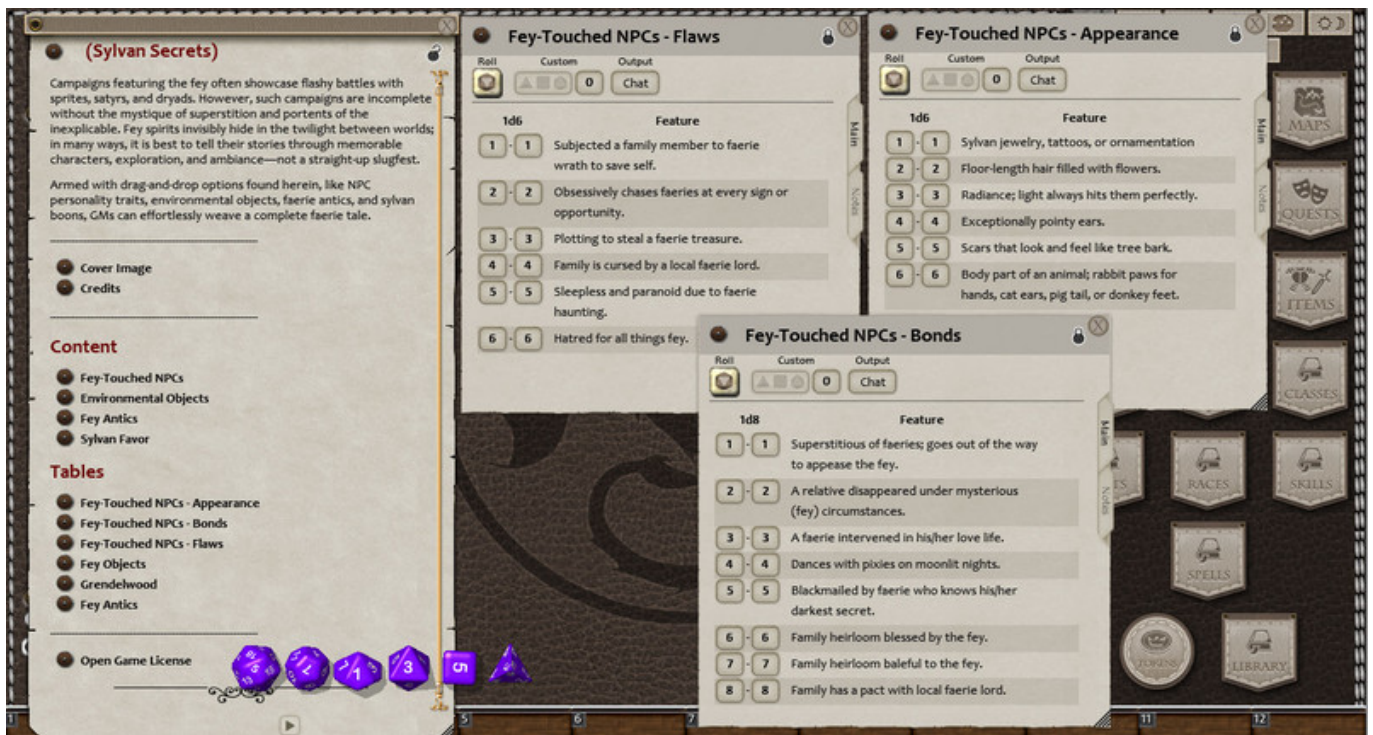 (Sylvan Secrets)
Campaigns featuring the fey often showcase flashy battles with
sprites, satyrs, and dryads. However, such campaigns are incomplete
without the mystique of superstition and portents of the
inexplicable. Fey spirits invisibly hide in the twilight between worlds;
in many ways, it is best to tell their stories through memorable
characters, exploration, and ambiance—not a straight-up slugfest.
Armed with drag-and-drop options found herein, like NPC
personality traits, environmental objects, faerie antics, and sylvan
boons, GMs can effortlessly weave a complete faerie tale.
Cover Image
Credits
Content
Fey-Touched NPCs
Environmental Objects
Fey Antics
Sylvan Favor
Tables
Fey-Touched NPCs - Appearance
Fey-Touched NPCs - Bonds
Fey-Touched NPCs - Flaws
Fey Objects
Grendelwood
Fey Antics
Open Game License
Fey-Touched NPCs - Flaws
Roll Custom Output
0 Chat
1d6 Feature
1 - 1 Subjected a family member to faerie
wrath to save self.
2 - 2 Obsessively chases faeries at every sign or
opportunity.
3 - 3 Plotting to steal a faerie treasure.
4 - 4 Family is cursed by a local faerie lord.
5 - 5 Sleepless and paranoid due to faerie
haunting.
6 - 6 Hatred for all things fey.
Main
Notes
Fey-Touched NPCs - Appearance
Roll Custom Output
0 Chat
1d6 Feature
1 - 1 Sylvan jewelry, tattoos, or ornamentation
2 - 2 Floor-length hair filled with flowers.
3 - 3 Radiance; light always hits them perfectly.
4 - 4 Exceptionally pointy ears.
5 - 5 Scars that look and feel like tree bark.
6 - 6 Body part of an animal; rabbit paws for
hands, cat ears, pig tail, or donkey feet.
Main
Notes
Fey-Touched NPCs - Bonds
Roll Custom Output
0 Chat
1d8 Feature
1 - 1 Superstitious of faeries; goes out of the way
to appease the fey.
2 - 2 A relative disappeared under mysterious
(fey) circumstances.
3 - 3 A faerie intervened in his/her love life.
4 - 4 Dances with pixies on moonlit nights.
5 - 5 Blackmailed by faerie who knows his/her
darkest secret.
6 - 6 Family heirloom blessed by the fey.
7 - 7 Family heirloom baleful to the fey.
8 - 8 Family has a pact with local faerie lord.
Main
Notes
MAPS
QUESTS
ITEMS
CLASSES
RACES
SKILLS
SPELLS
TOKENS
LIBRARY
7 1 3 5
1 5 6 7 11 12